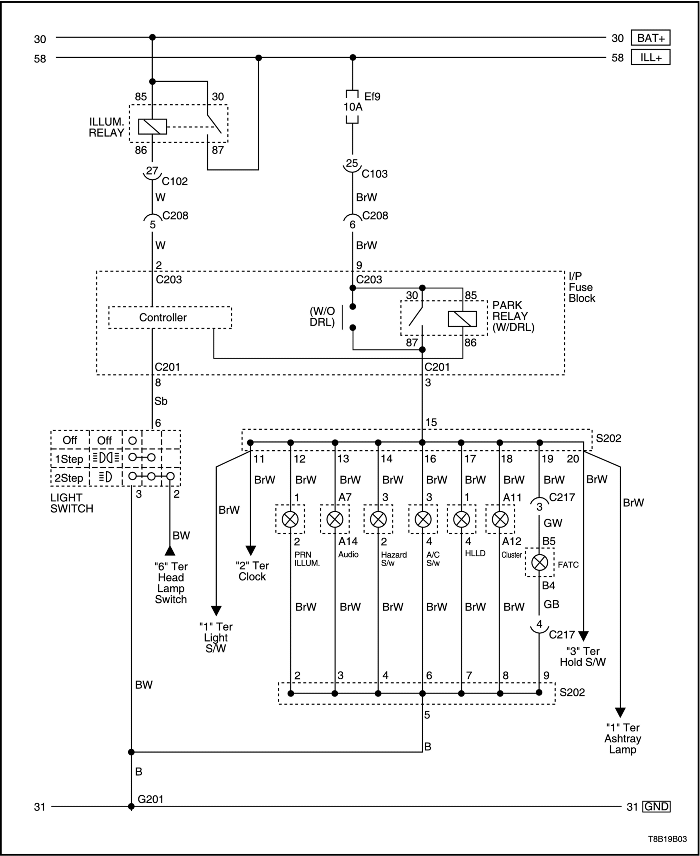 30 30 BAT+
58 58 ILL+
85 30
Ef9
10A
ILLUM.
RELAY
86 87
27
C102
25
C103
W BrW
C208
5
C208
6
W BrW
2 9
C203 C203
I/P
Fuse
Block
30 85
(W/O
DRL)
PARK
RELAY
(W/DRL)
Controller
87 86
C201 C201
8 3
Sb
6 15
Off Off
1Step
2Step
S202
11 12 13 14 16 17 18 19 20
3 2
LIGHT
SWITCH
BrW BrW BrW BrW BrW BrW BrW BrW BrW
BrW BrW
1 A7 3 3 1 A11
C217
3
GW
BW
2 A14 2 4 4 A12 B5
PRN
ILLUM.
Audio
Hazard
S/w
A/C
S/w
HLLD
Cluster
FATC
B4
"6" Ter
Head
Lamp
Switch
"2" Ter
Clock
BrW BrW BrW BrW BrW BrW GB
4
C217
"1" Ter
Light
S/W
"3" Ter
Hold S/W
2 3 4 6 7 8 9
BW
S202
5
"1" Ter
Ashtray
Lamp
B
B
G201
31 31 GND
T8B19B03